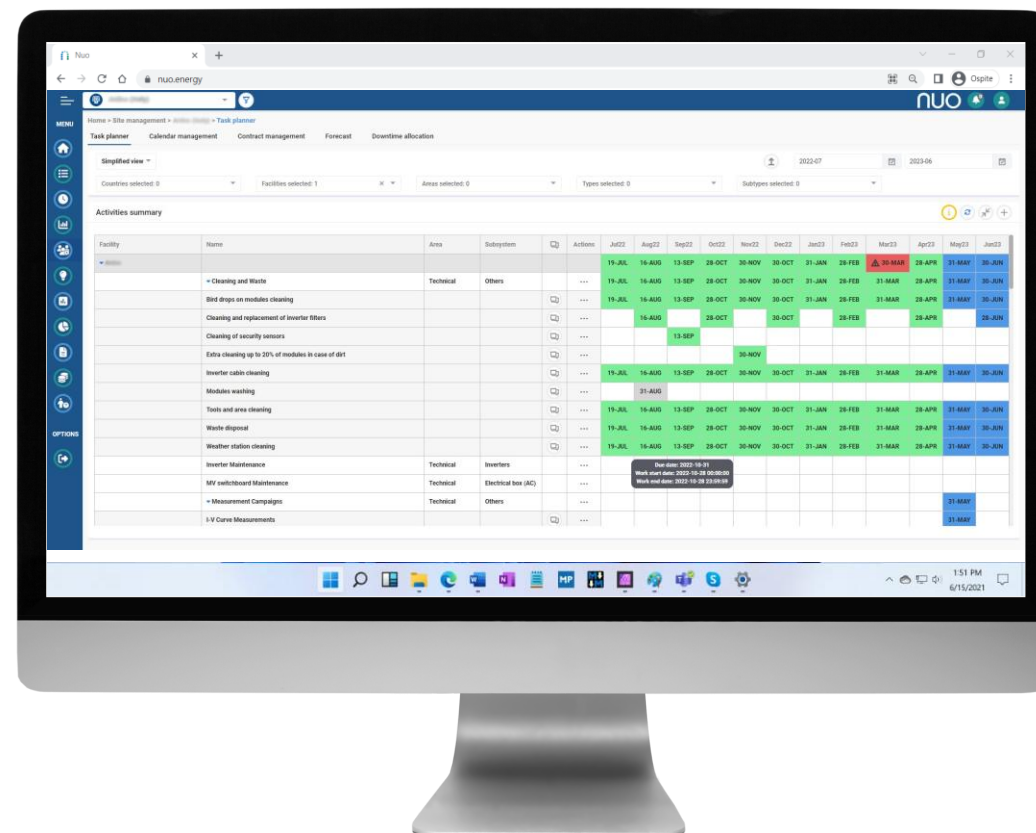 Nuo
nuo.energy
Ospite
nuo
MENU
Home > Site management > > Task planner
Task planner Calendar management Contract management Forecast Downtime allocation
Simplified view 2022-07 2023-06
Countries selected: 0 Facilities selected: 1 Areas selected: 0 Types selected: 0 Subtypes selected: 0
Activities summary
Facility Name Area Subsystem Actions Jul22 Aug22 Sep22 Oct22 Nov22 Dec22 Jan23 Feb23 Mar23 Apr23 May23 Jun23
19-JUL 16-AUG 13-SEP 28-OCT 30-NOV 30-OCT 31-JAN 28-FEB 30-MAR 28-APR 31-MAY 30-JUN
Cleaning and Waste Technical Others ... 19-JUL 16-AUG 13-SEP 28-OCT 30-NOV 30-OCT 31-JAN 28-FEB 31-MAR 28-APR 31-MAY 30-JUN
Bird drops on modules cleaning ... 19-JUL 16-AUG 13-SEP 28-OCT 30-NOV 30-OCT 31-JAN 28-FEB 31-MAR 28-APR 31-MAY 30-JUN
Cleaning and replacement of inverter filters ... 16-AUG 28-OCT 30-OCT 28-FEB 28-APR 28-JUN
Cleaning of security sensors ... 13-SEP
Extra cleaning up to 20% of modules in case of dirt ... 30-NOV
Inverter cabin cleaning ... 19-JUL 16-AUG 13-SEP 28-OCT 30-NOV 30-OCT 31-JAN 28-FEB 31-MAR 28-APR 31-MAY 30-JUN
Modules washing ... 31-AUG
Tools and area cleaning ... 19-JUL 16-AUG 13-SEP 28-OCT 30-NOV 30-OCT 31-JAN 28-FEB 31-MAR 28-APR 31-MAY 30-JUN
OPTIONS
Waste disposal ... 19-JUL 16-AUG 13-SEP 28-OCT 30-NOV 30-OCT 31-JAN 28-FEB 31-MAR 28-APR 31-MAY 30-JUN
Weather station cleaning ... 19-JUL 16-AUG 13-SEP 28-OCT 30-NOV 30-OCT 31-JAN 28-FEB 31-MAR 28-APR 31-MAY 30-JUN
Inverter Maintenance Technical Inverters ...
Due date: 2022-10-31
Work start date: 2022-10-28 00:00:00
Work end date: 2022-10-28 23:59:59
MV switchboard Maintenance Technical Electrical box (AC) ...
Measurement Campaigns Technical Others ... 31-MAY
I-V Curve Measurements ... 31-MAY
MP
1:51 PM
6/15/2021